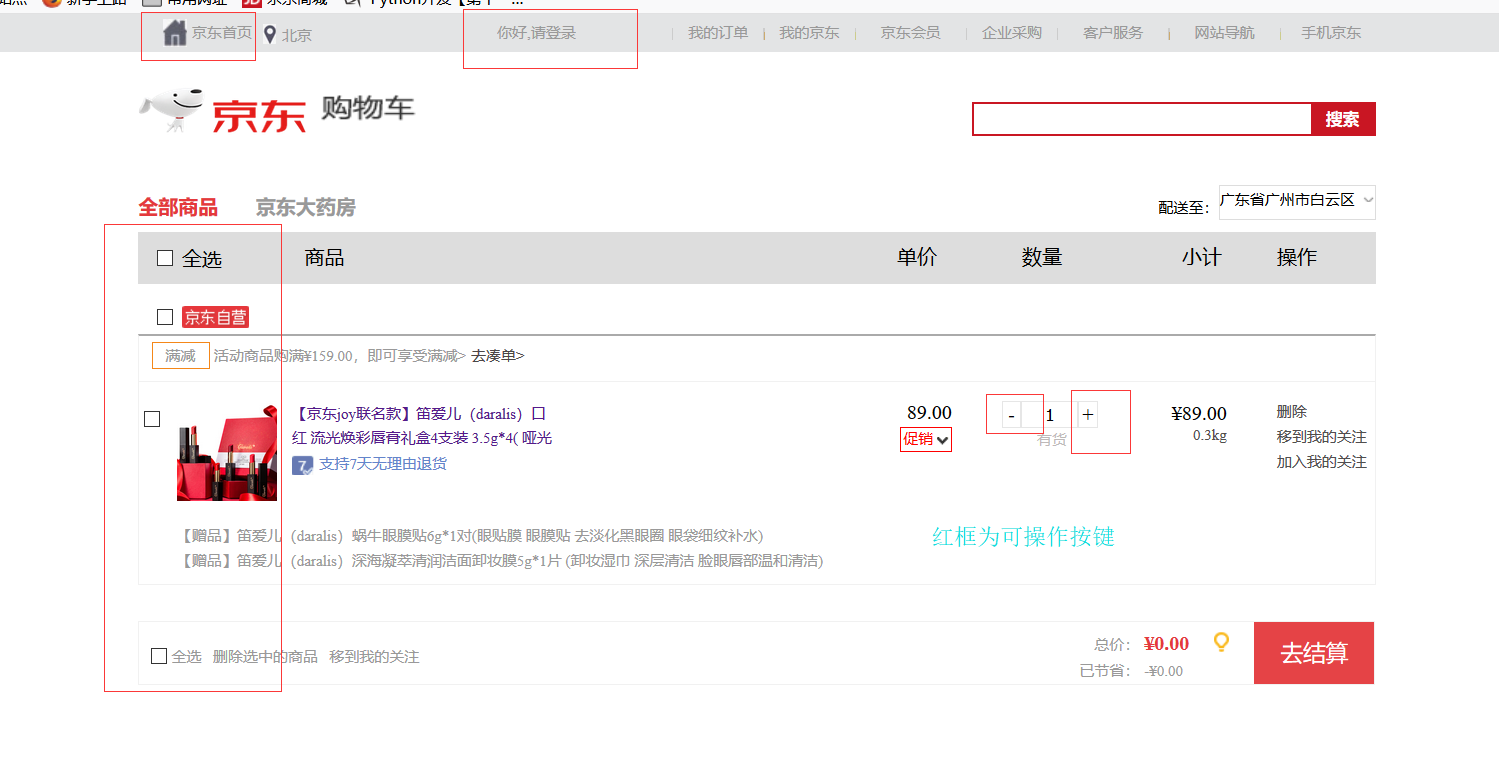 新手上路 常用网址 JD 京东商城
京东首页 北京 你好,请登录 我的订单 我的京东 京东会员 企业采购 客户服务 网站导航 手机京东
京东 购物车
搜索
全部商品 京东大药房 配送至: 广东省广州市白云区
全选 商品 单价 数量 小计 操作
京东自营
满减 活动商品购满¥159.00，即可享受满减> 去凑单>
【京东joy联名款】笛爱儿（daralis）口 89.00 - 1 + ¥89.00 删除
红 流光焕彩唇膏礼盒4支装 3.5g*4( 哑光 促销 有货 0.3kg 移到我的关注
7 支持7天无理由退货 加入我的关注
【赠品】笛爱儿（daralis）蜗牛眼膜贴6g*1对(眼贴膜 眼膜贴 去淡化黑眼圈 眼袋细纹补水)
红框为可操作按键
【赠品】笛爱儿（daralis）深海凝萃清润洁面卸妆膜5g*1片 (卸妆湿巾 深层清洁 脸眼唇部温和清洁)
全选 删除选中的商品 移到我的关注 总价： ¥0.00 去结算
已节省： -¥0.00